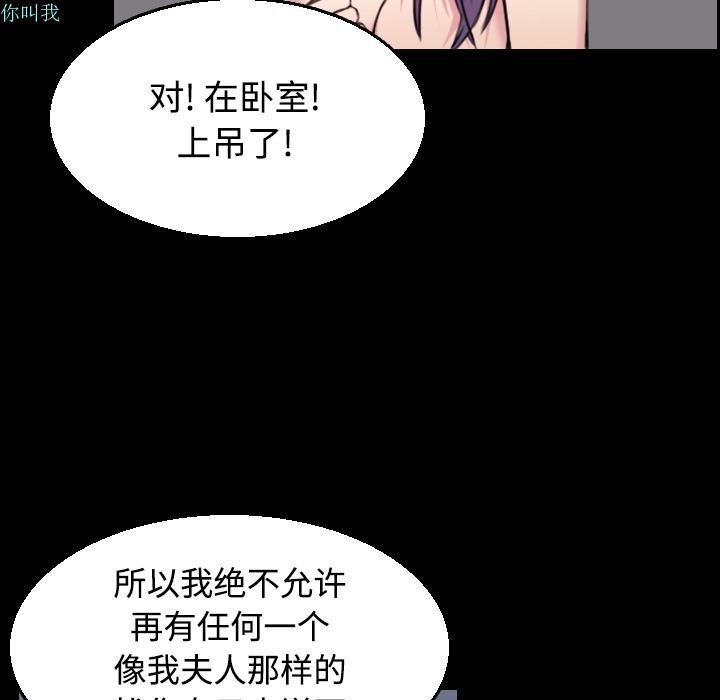 你叫我
对! 在卧室!
上吊了!
所以我绝不允许
再有任何一个
像我夫人那样的